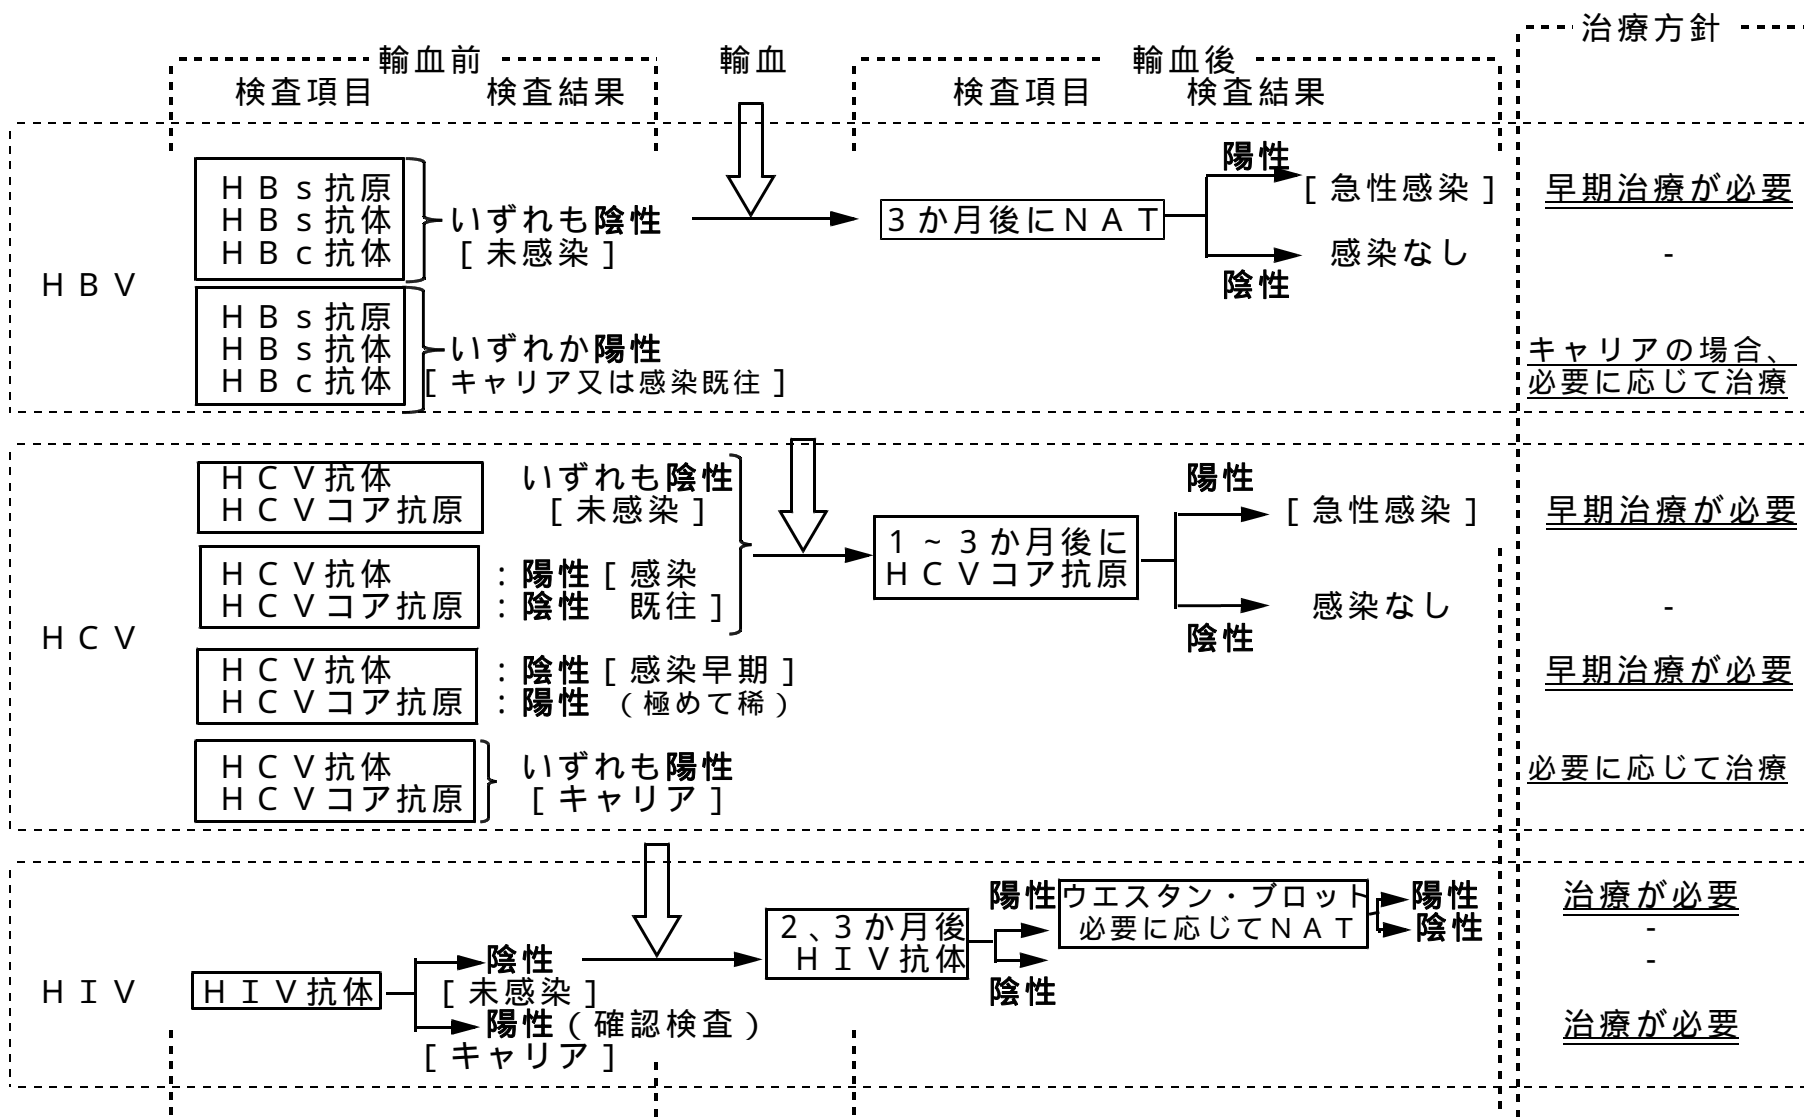 治療方針
輸血前 輸血 輸血後
検査項目 検査結果 検査項目 検査結果
陽性
HBs抗原 [急性感染] 早期治療が必要
HBs抗体 いずれも陰性 3か月後にNAT
HBc抗体 [未感染] 感染なし -
HBV 陰性
HBs抗原
HBs抗体 いずれか陽性 キャリアの場合、
HBc抗体 [キャリア又は感染既往] 必要に応じて治療
HCV抗体 いずれも陰性 陽性
HCVコア抗原 [未感染] [急性感染] 早期治療が必要
1~3か月後に
HCV抗体 :陽性[感染 HCVコア抗原
HCVコア抗原 :陰性 既往] 感染なし -
HCV 陰性
HCV抗体 :陰性[感染早期] 早期治療が必要
HCVコア抗原 :陽性 (極めて稀)
HCV抗体 いずれも陽性 必要に応じて治療
HCVコア抗原 [キャリア]
陽性 ウエスタン・ブロット 陽性 治療が必要
2、3か月後 必要に応じてNAT 陰性 -
陰性 HIV抗体 -
HIV HIV抗体 [未感染] 陰性
陽性(確認検査) 治療が必要
[キャリア]